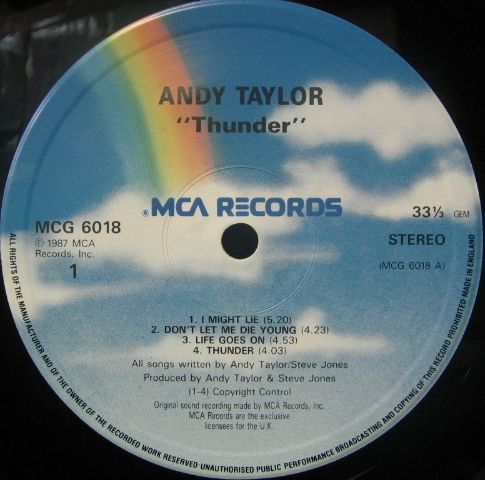 ANDY TAYLOR
"Thunder"
® MCA RECORDS
MCG 6018
℗ 1987 MCA
Records, Inc.
1
33⅓ GEM
STEREO
(MCG 6018 A)
1. I MIGHT LIE (5.20)
2. DON'T LET ME DIE YOUNG (4.23)
3. LIFE GOES ON (4.53)
4. THUNDER (4.03)
All songs written by Andy Taylor/Steve Jones
Produced by Andy Taylor & Steve Jones
(1-4) Copyright Control
Original sound recording made by MCA Records, Inc.
MCA Records are the exclusive
licensees for the U.K.
ALL RIGHTS OF THE MANUFACTURER AND OF THE OWNER OF THE RECORDED WORK RESERVED UNAUTHORISED PUBLIC PERFORMANCE BROADCASTING AND COPYING OF THIS RECORD PROHIBITED MADE IN ENGLAND